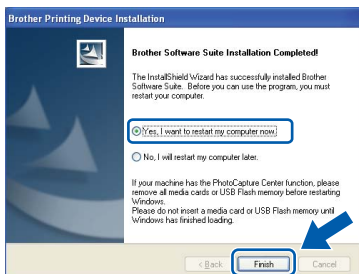 Brother Printing Device Installation
Brother Software Suite Installation Completed!
The InstallShield Wizard has successfully installed Brother
Software Suite. Before you can use the program, you must
restart your computer.
Yes, I want to restart my computer now.
No, I will restart my computer later.
If your machine has the PhotoCapture Center function, please
remove all media cards or USB Flash memory before restarting
Windows.
Please do not insert a media card or USB Flash memory until
Windows has finished loading.
< Back
Finish
Cancel